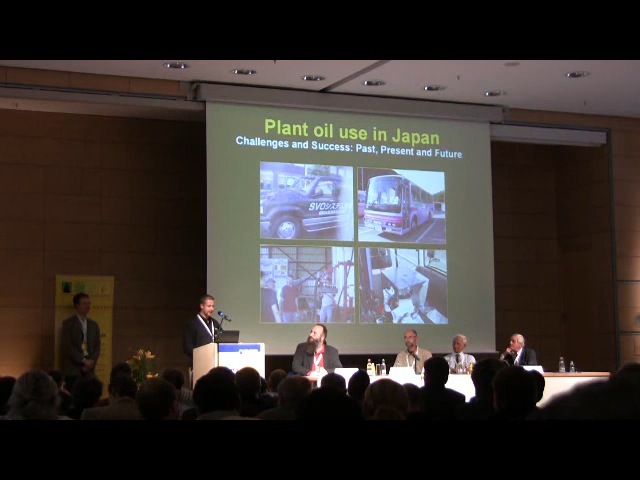 Plant oil use in Japan
Challenges and Success: Past, Present and Future
SVOシステム